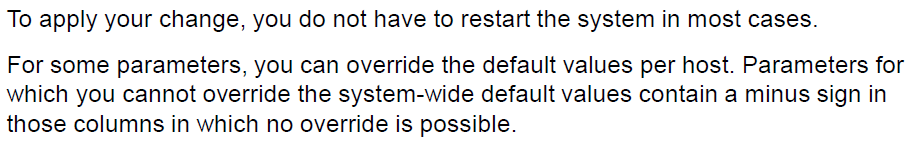 To apply your change, you do not have to restart the system in most cases.
For some parameters, you can override the default values per host. Parameters for
which you cannot override the system-wide default values contain a minus sign in
those columns in which no override is possible.